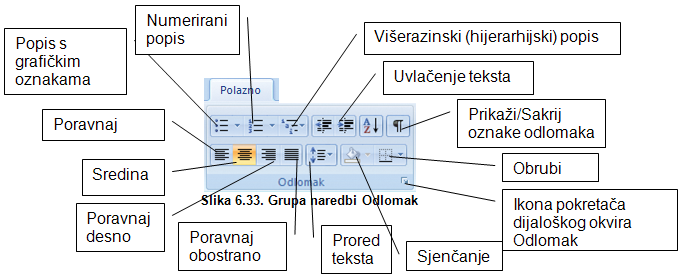 Numerirani
popis
Popis s
grafičkim
oznakama
Višerazinski (hijerarhijski) popis
Uvlačenje teksta
Polazno
Prikaži/Sakrij
oznake odlomaka
Poravnaj
Sredina
Obrubi
Odlomak
Slika 6.33. Grupa naredbi Odlomak
Poravnaj
desno
Poravnaj
obostrano
Prored
teksta
Sjenčanje
Ikona pokretača
dijaloškog okvira
Odlomak